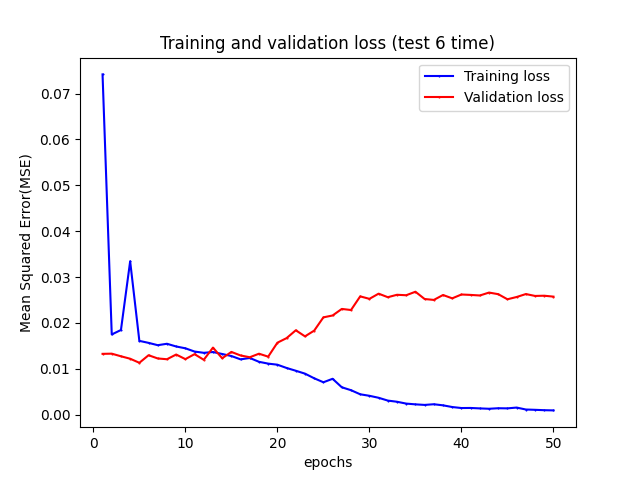 Training and validation loss (test 6 time)
Training loss
Validation loss
Mean Squared Error(MSE)
0.07
0.06
0.05
0.04
0.03
0.02
0.01
0.00
0
10
20
30
40
50
epochs